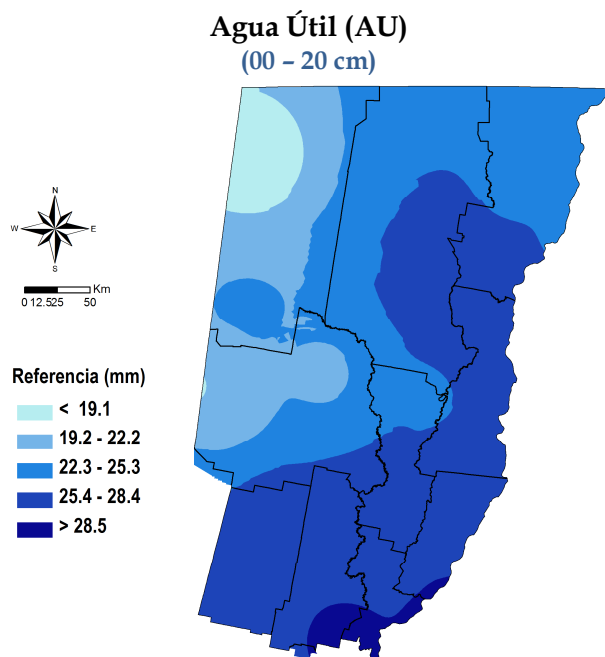 Agua Útil (AU)
(00 – 20 cm)
N
W E
S
Km
0 12.525 50
Referencia (mm)
< 19.1
19.2 - 22.2
22.3 - 25.3
25.4 - 28.4
> 28.5